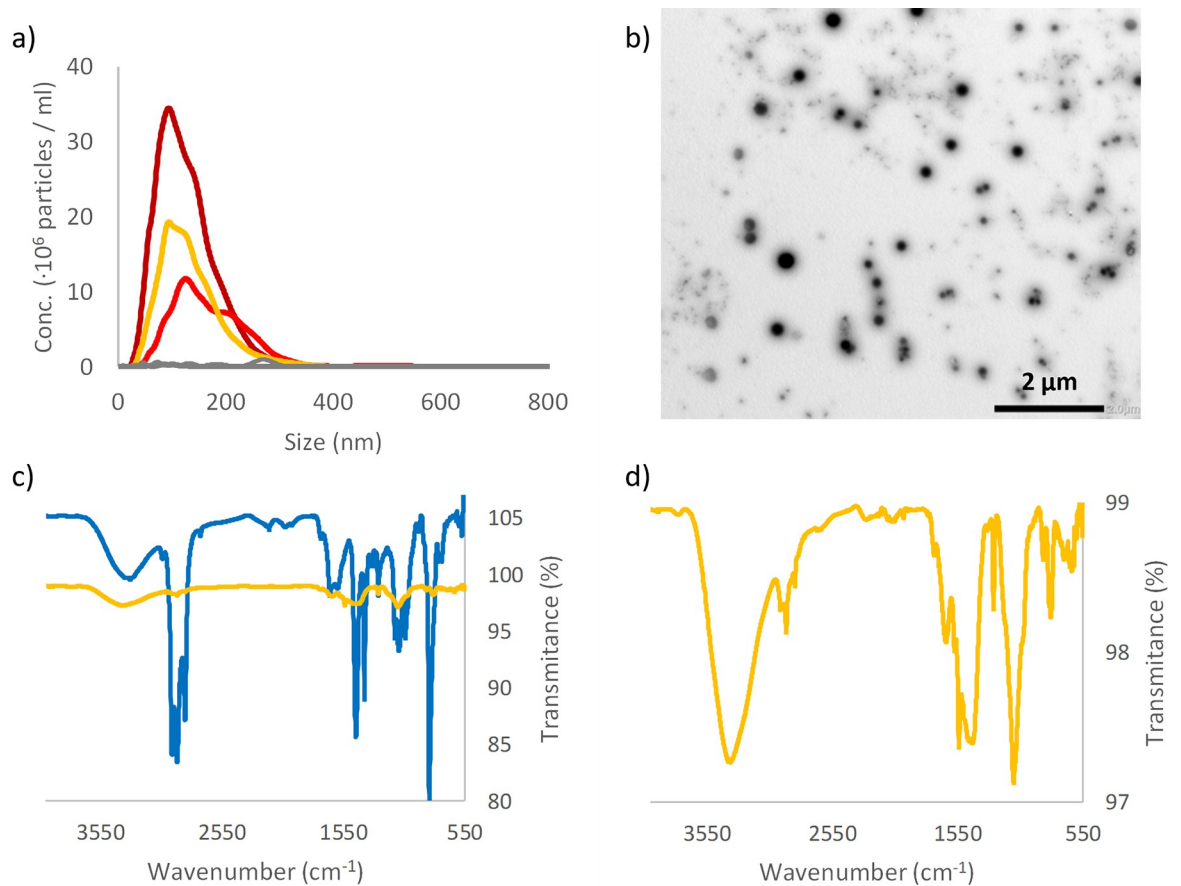 a)
Conc. (·10⁶ particles / ml)
40
30
20
10
0
0 200 400 600 800
Size (nm)
b)
2 µm
2.0µm
c)
105
100
95
90
85
80
Transmitance (%)
3550 2550 1550 550
Wavenumber (cm⁻¹)
d)
99
98
97
Transmitance (%)
3550 2550 1550 550
Wavenumber (cm⁻¹)